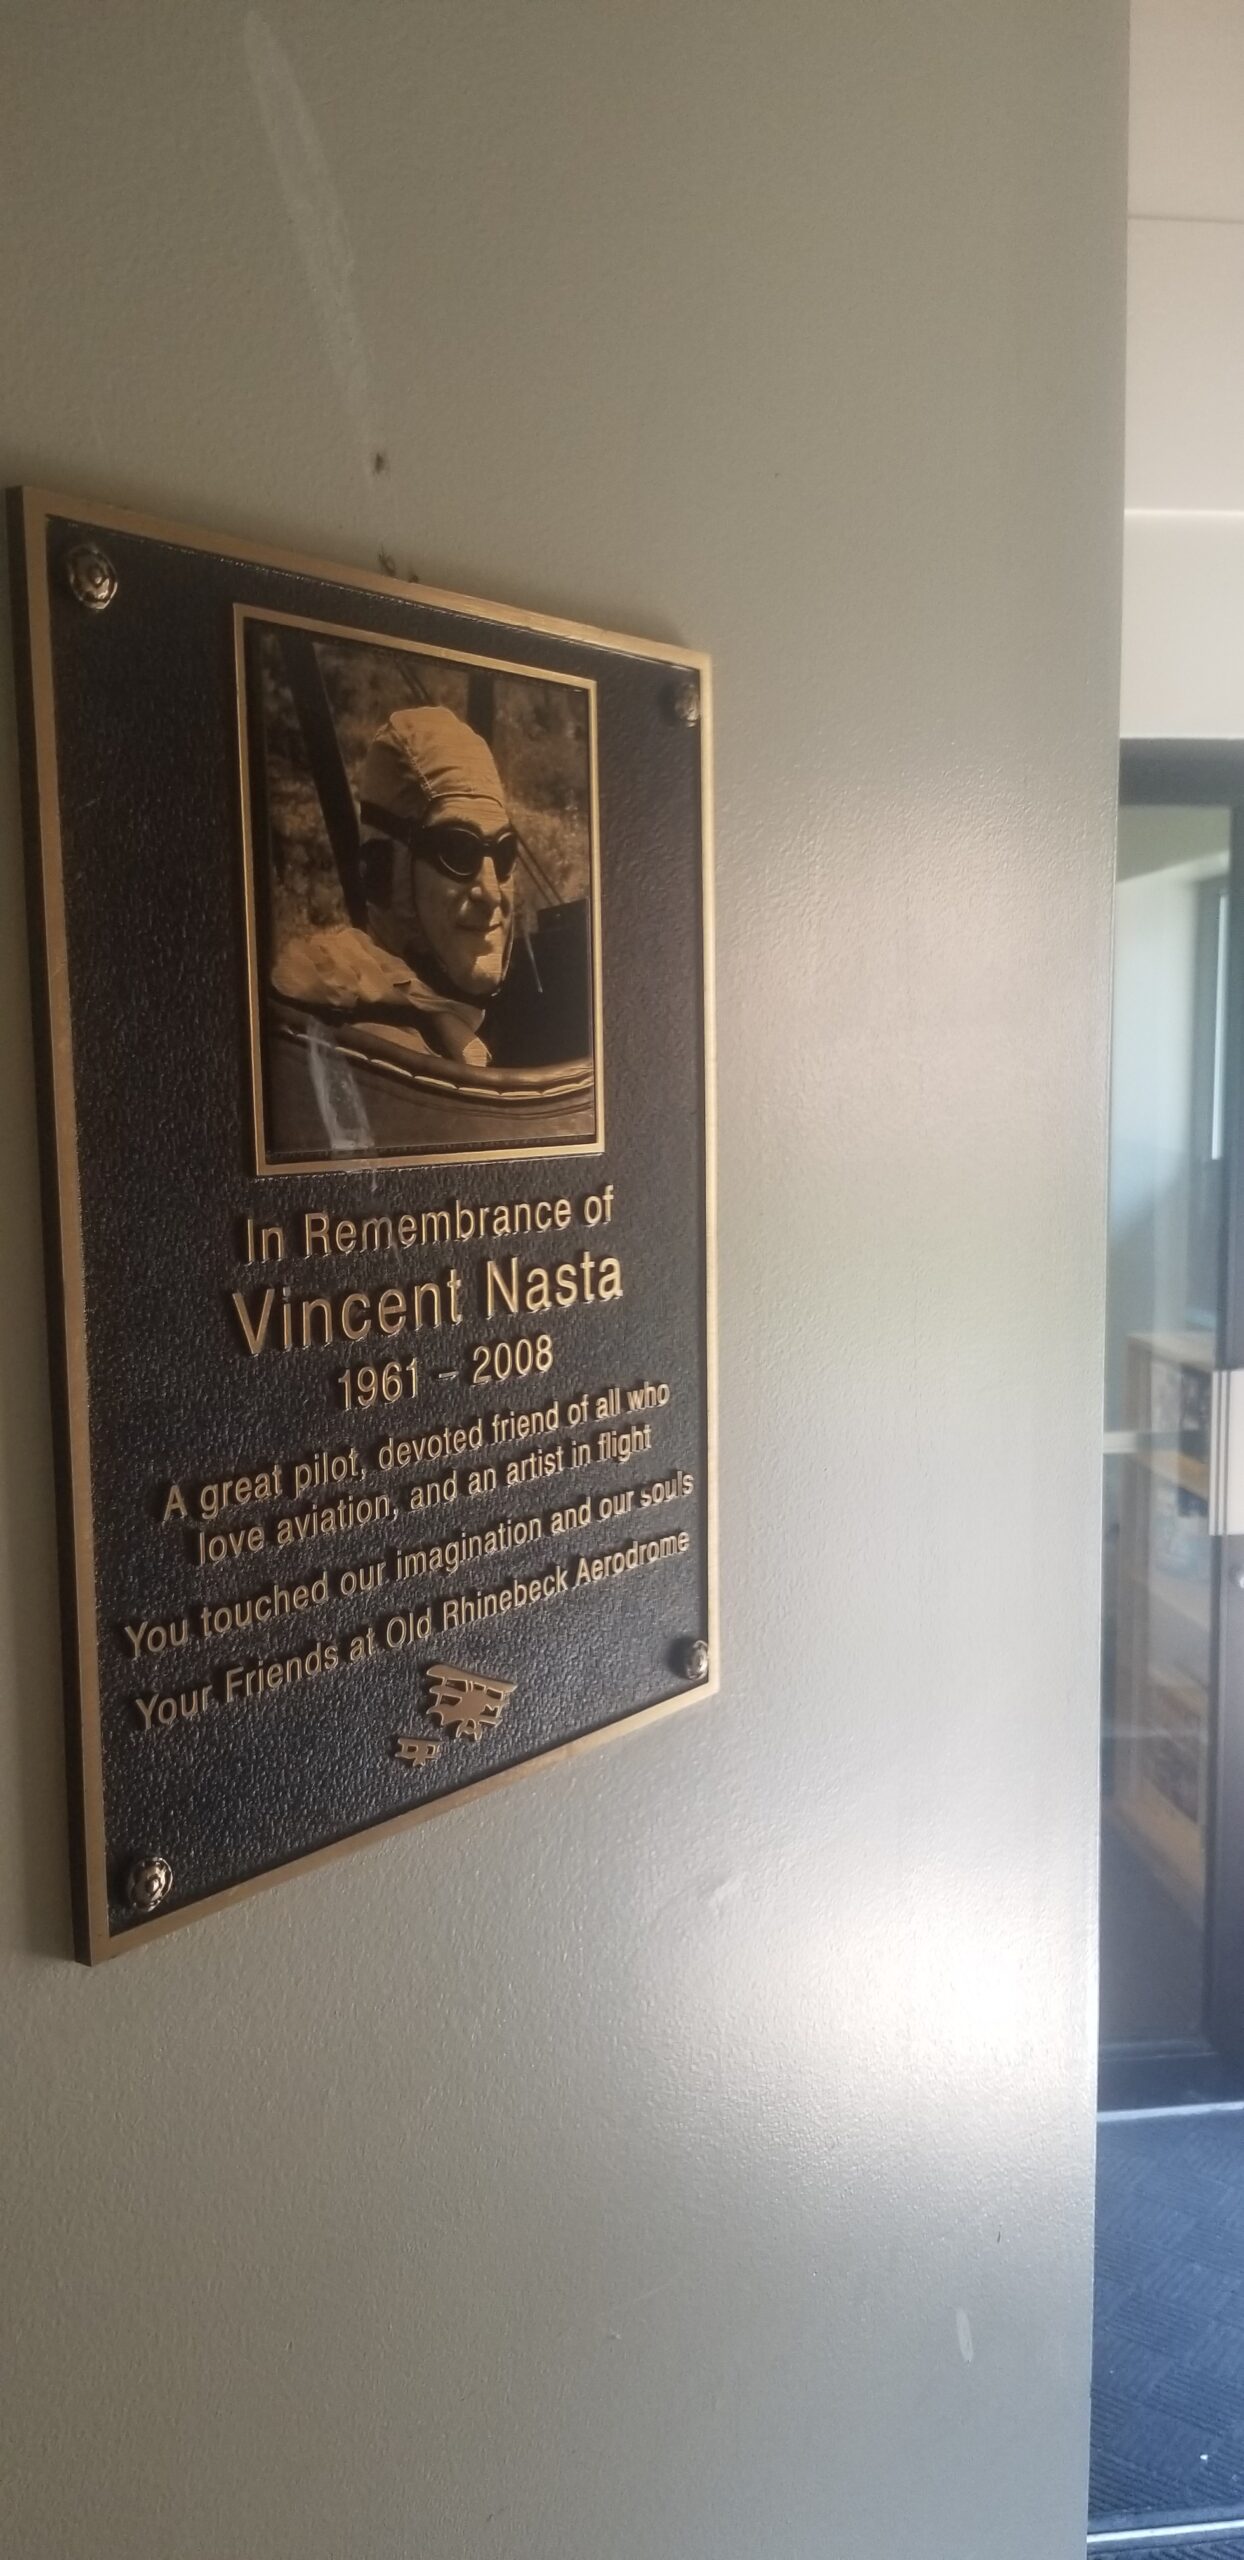 In Remembrance of
Vincent Nasta
1961 – 2008
A great pilot, devoted friend of all who
love aviation, and an artist in flight
You touched our imagination and our souls
Your Friends at Old Rhinebeck Aerodrome